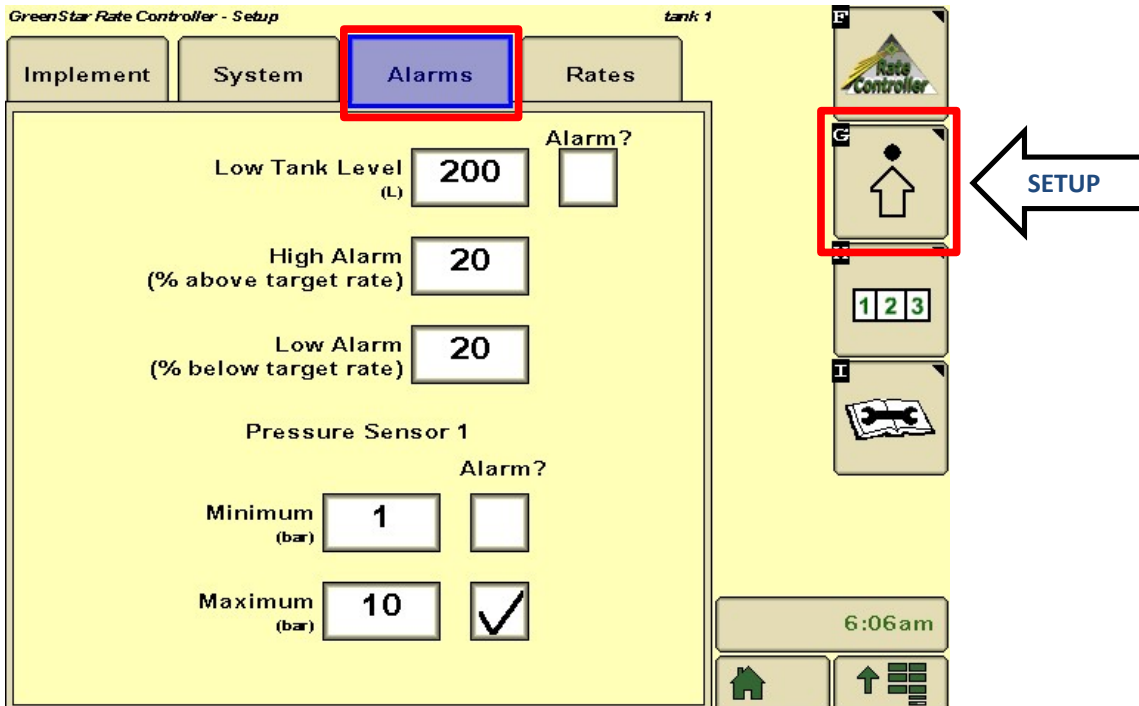 GreenStar Rate Controller - Setup
tank 1
Implement
System
Alarms
Rates
F
Rate
Controller
G
SETUP
Alarm?
Low Tank Level
(L)
200
High Alarm
(% above target rate)
20
1 2 3
Low Alarm
(% below target rate)
20
I
Pressure Sensor 1
Alarm?
Minimum
(bar)
1
Maximum
(bar)
10
6:06am